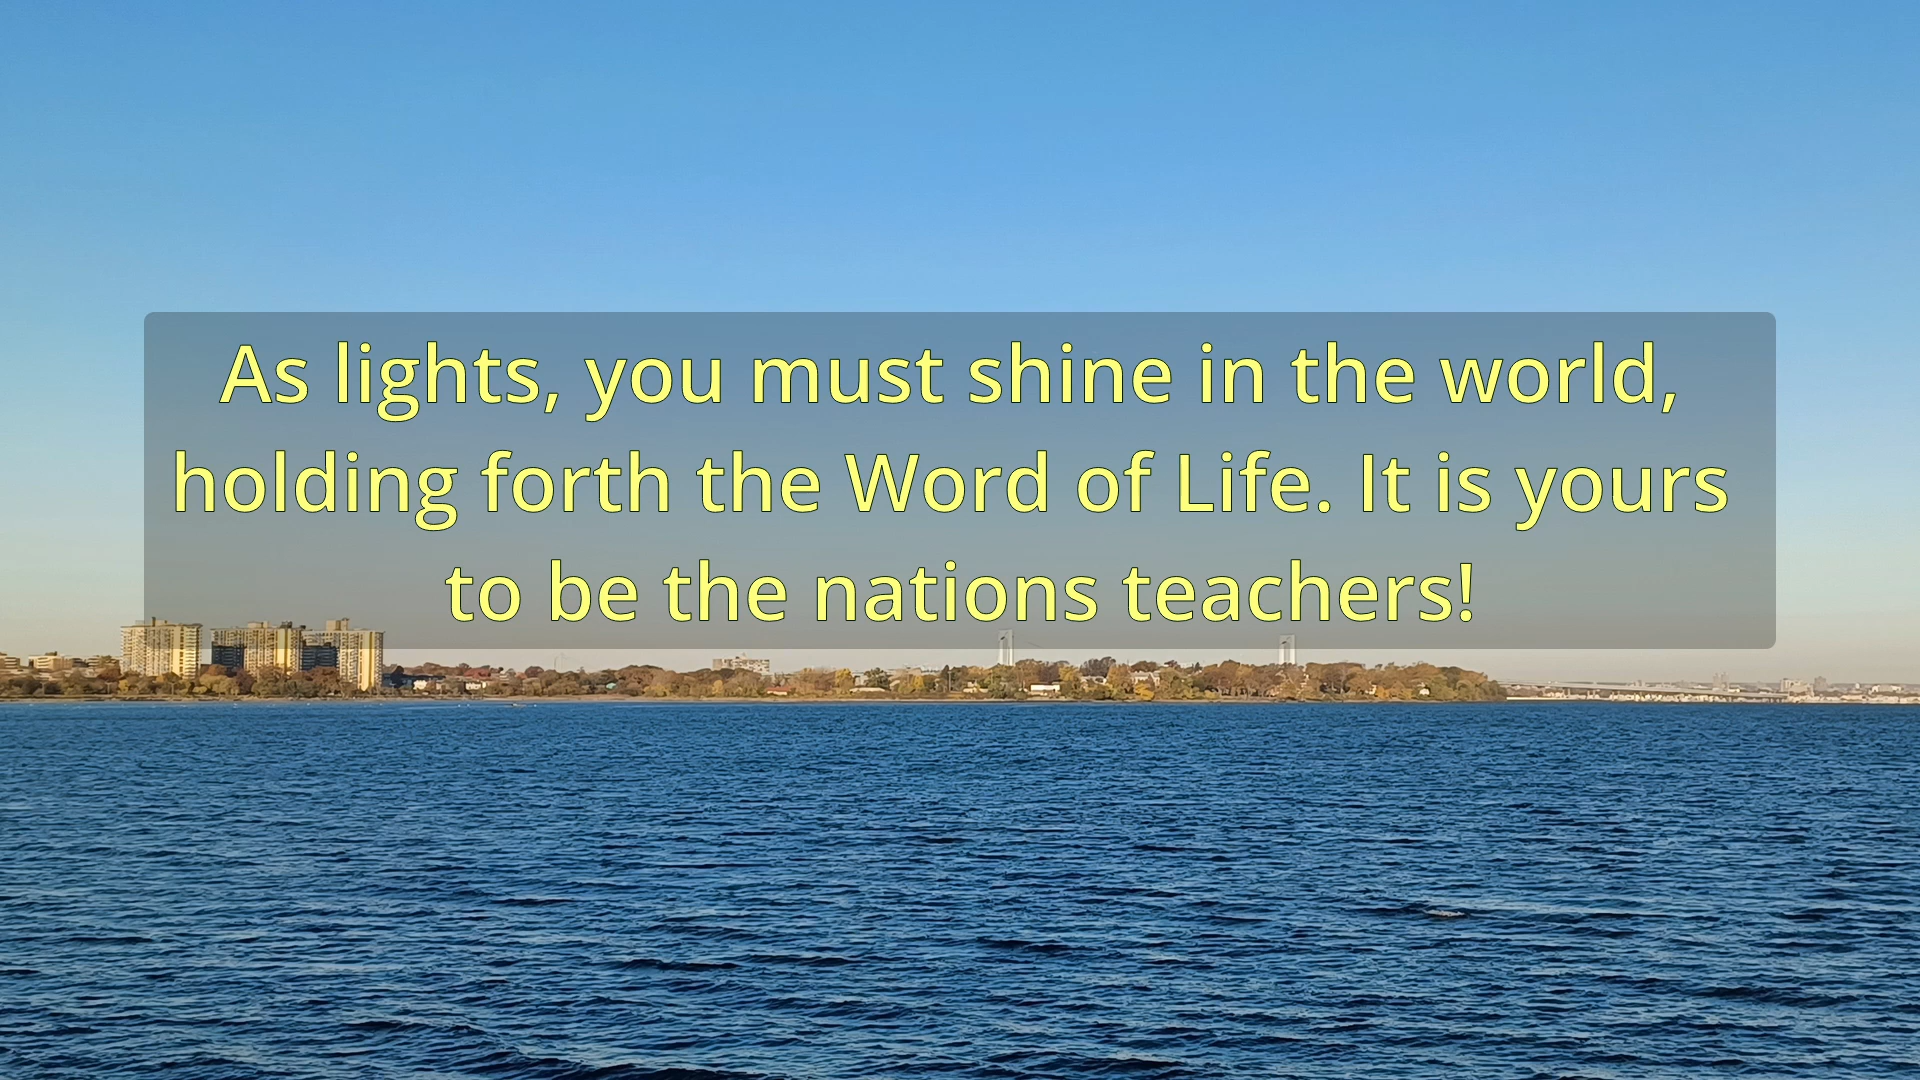 As lights, you must shine in the world,
holding forth the Word of Life. It is yours
to be the nations teachers!